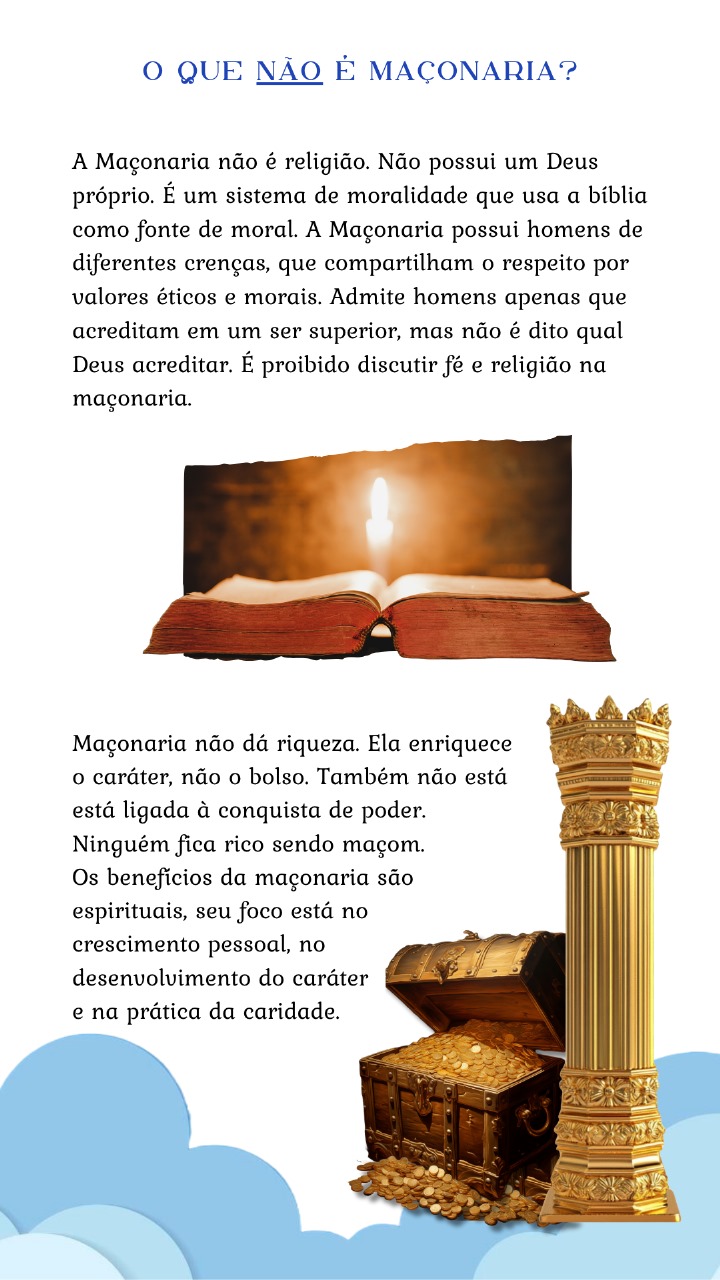 O QUE NÃO É MAÇONARIA?
A Maçonaria não é religião. Não possui um Deus
próprio. É um sistema de moralidade que usa a bíblia
como fonte de moral. A Maçonaria possui homens de
diferentes crenças, que compartilham o respeito por
valores éticos e morais. Admite homens apenas que
acreditam em um ser superior, mas não é dito qual
Deus acreditar. É proibido discutir fé e religião na
maçonaria.
Maçonaria não dá riqueza. Ela enriquece
o caráter, não o bolso. Também não está
está ligada à conquista de poder.
Ninguém fica rico sendo maçom.
Os benefícios da maçonaria são
espirituais, seu foco está no
crescimento pessoal, no
desenvolvimento do caráter
e na prática da caridade.